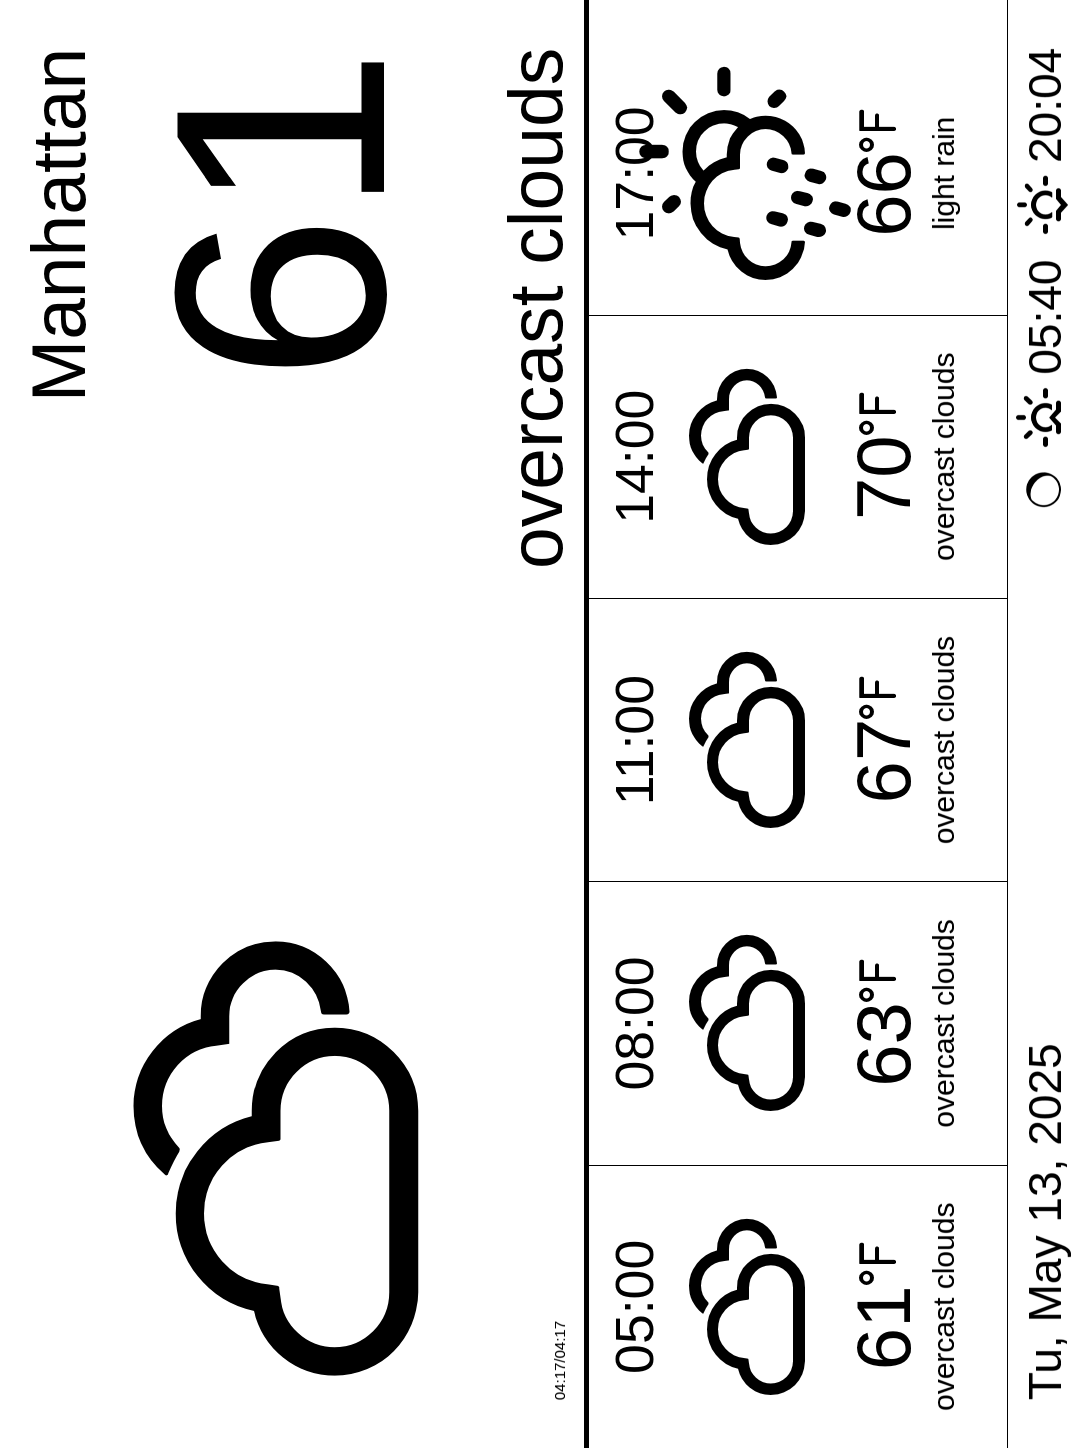 Manhattan
61
overcast clouds
04:17/04:17
05:00
61°F
overcast clouds
08:00
63°F
overcast clouds
11:00
67°F
overcast clouds
14:00
70°F
overcast clouds
17:00
66°F
light rain
Tu, May 13, 2025
05:40
20:04